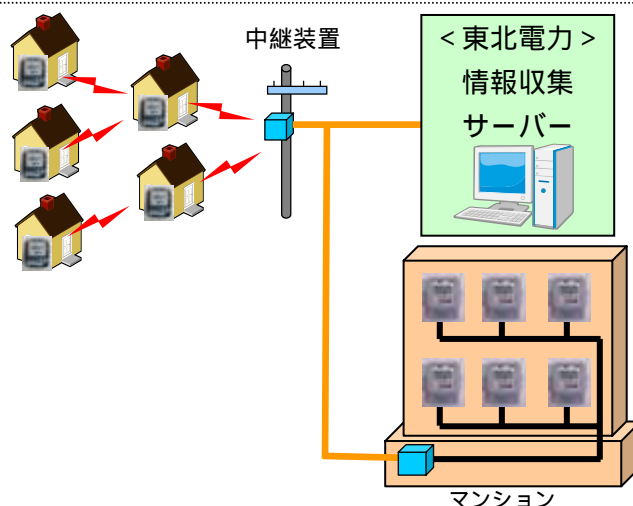 中継装置
<東北電力>
情報収集
サーバー
マンション